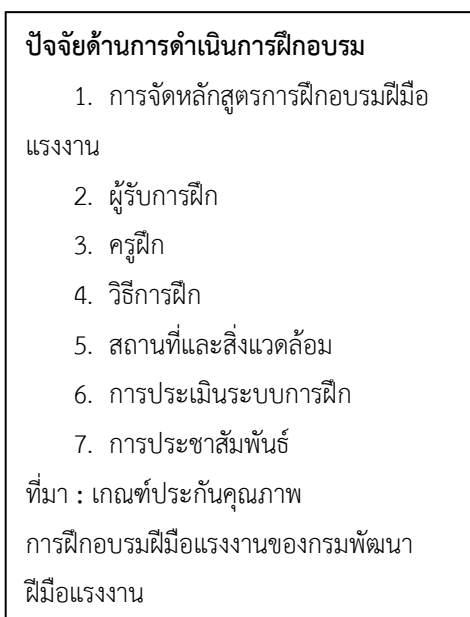 ปัจจัยด้านการดำเนินการฝึกอบรม
1. การจัดหลักสูตรการฝึกอบรมฝีมือ
แรงงาน
2. ผู้รับการฝึก
3. ครูฝึก
4. วิธีการฝึก
5. สถานที่และสิ่งแวดล้อม
6. การประเมินระบบการฝึก
7. การประชาสัมพันธ์
ที่มา : เกณฑ์ประกันคุณภาพ
การฝึกอบรมฝีมือแรงงานของกรมพัฒนา
ฝีมือแรงงาน